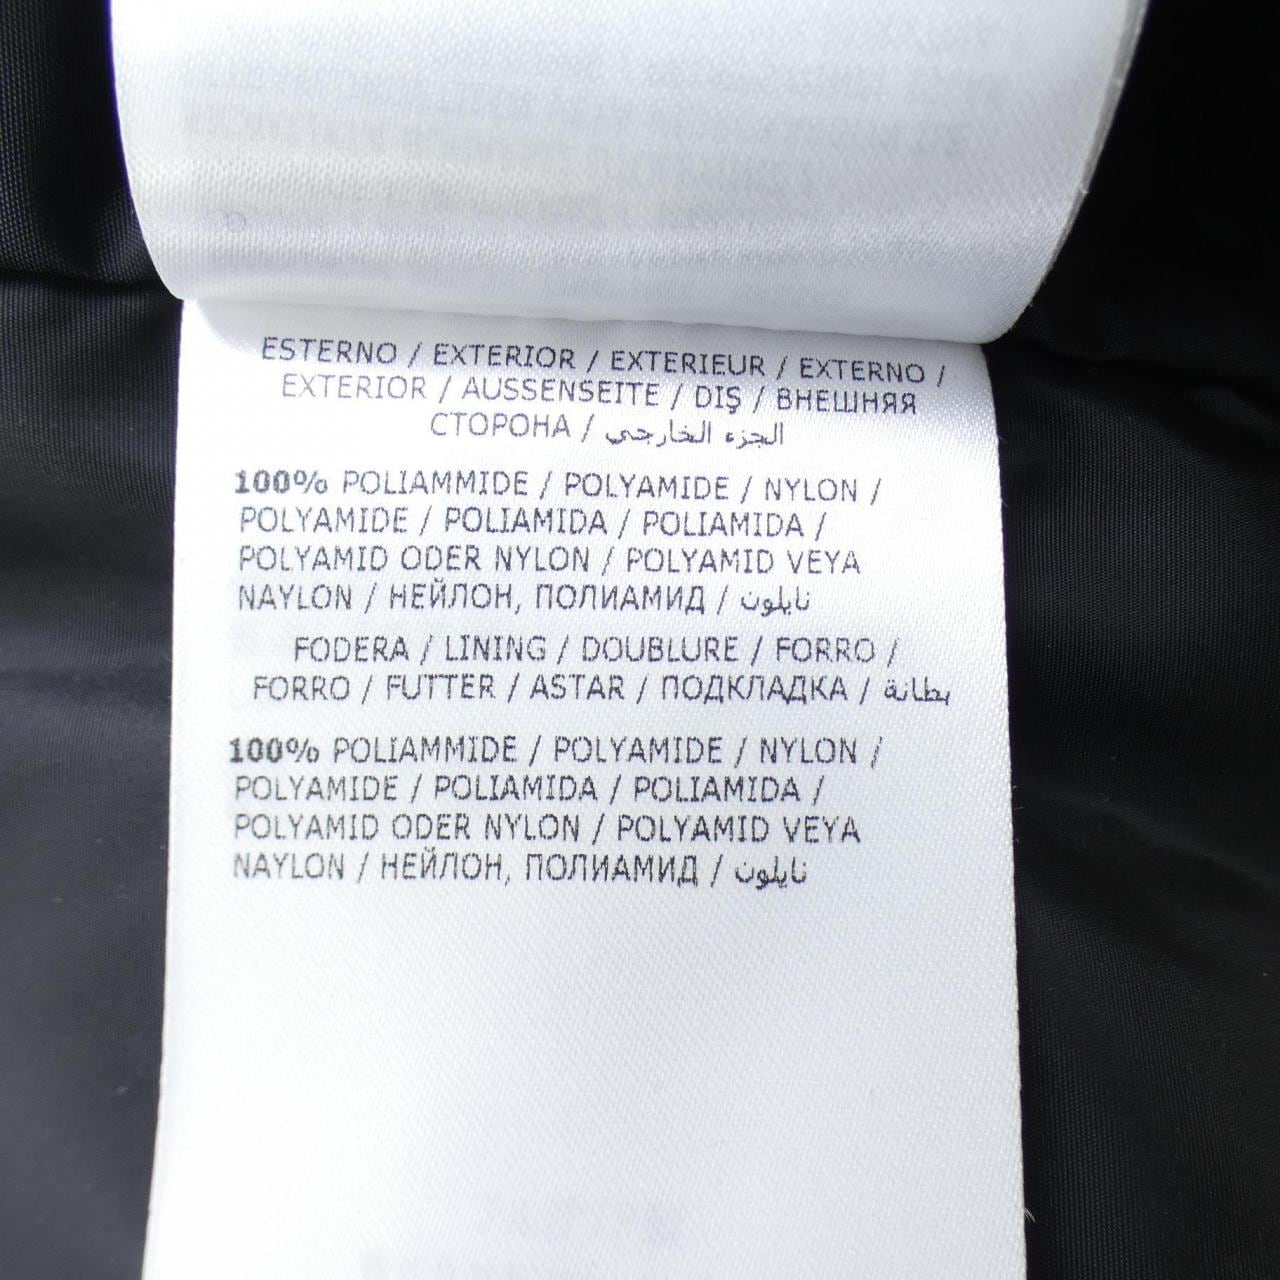 ESTERNO / EXTERIOR / EXTERIEUR / EXTERNO /
EXTERIOR / AUSSENSEITE / DIŞ / ВНЕШНЯЯ
СТОРОНА / الجزء الخارجي
100% POLIAMMIDE / POLYAMIDE / NYLON /
POLYAMIDE / POLIAMIDA / POLIAMIDA /
POLYAMID ODER NYLON / POLYAMID VEYA
NAYLON / НЕЙЛОН, ПОЛИАМИД / نايلون
FODERA / LINING / DOUBLURE / FORRO /
FORRO / FUTTER / ASTAR / ПОДКЛАДКА / بطانة
100% POLIAMMIDE / POLYAMIDE / NYLON /
POLYAMIDE / POLIAMIDA / POLIAMIDA /
POLYAMID ODER NYLON / POLYAMID VEYA
NAYLON / НЕЙЛОН, ПОЛИАМИД / نايلون